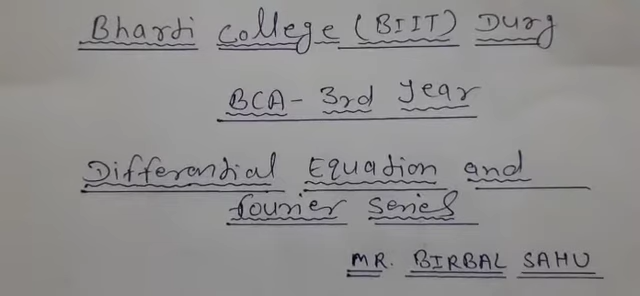 Bharti College (BIIT) Durg
BCA- 3rd Year
Differential Equation and
fourier Series
MR. BIRBAL SAHU